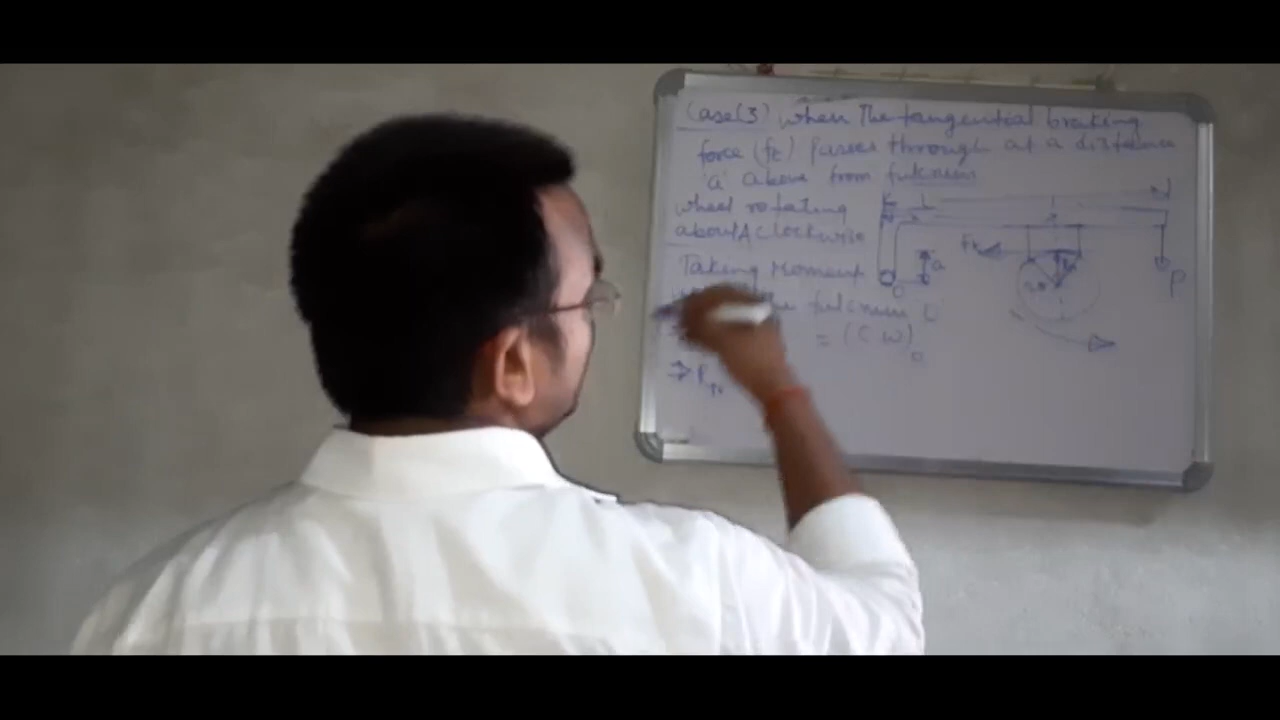 Case(3) when The tangential braking
force (ft) Passes through at a distance
'a' above from fulcrum
wheel rotating
about A clockwise
L
Ft
a
P
Taking Moment
the fulcrum O
O
= (C.W)o
⇒ P